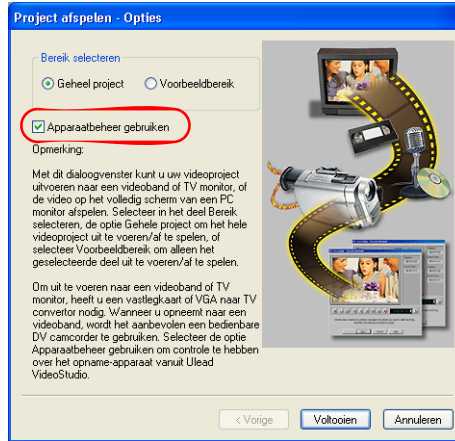 Project afspelen - Opties
Bereik selecteren
Geheel project
Voorbeeldbereik
Apparaatbeheer gebruiken
Opmerking:
Met dit dialoogvenster kunt u uw videoproject
uitvoeren naar een videoband of TV monitor, of
de video op het volledig scherm van een PC
monitor afspelen. Selecteer in het deel Bereik
selecteren, de optie Gehele project om het hele
videoproject uit te voeren/af te spelen, of
selecteer Voorbeeldbereik om alleen het
geselecteerde deel uit te voeren/af te spelen.
Om uit te voeren naar een videoband of TV
monitor, heeft u een vastlegkaart of VGA naar TV
convertor nodig. Wanneer u opneemt naar een
videoband, wordt het aanbevolen een bedienbare
DV camcorder te gebruiken. Selecteer de optie
Apparaatbeheer gebruiken om controle te hebben
over het opname-apparaat vanuit Ulead
VideoStudio.
< Vorige
Voltooien
Annuleren